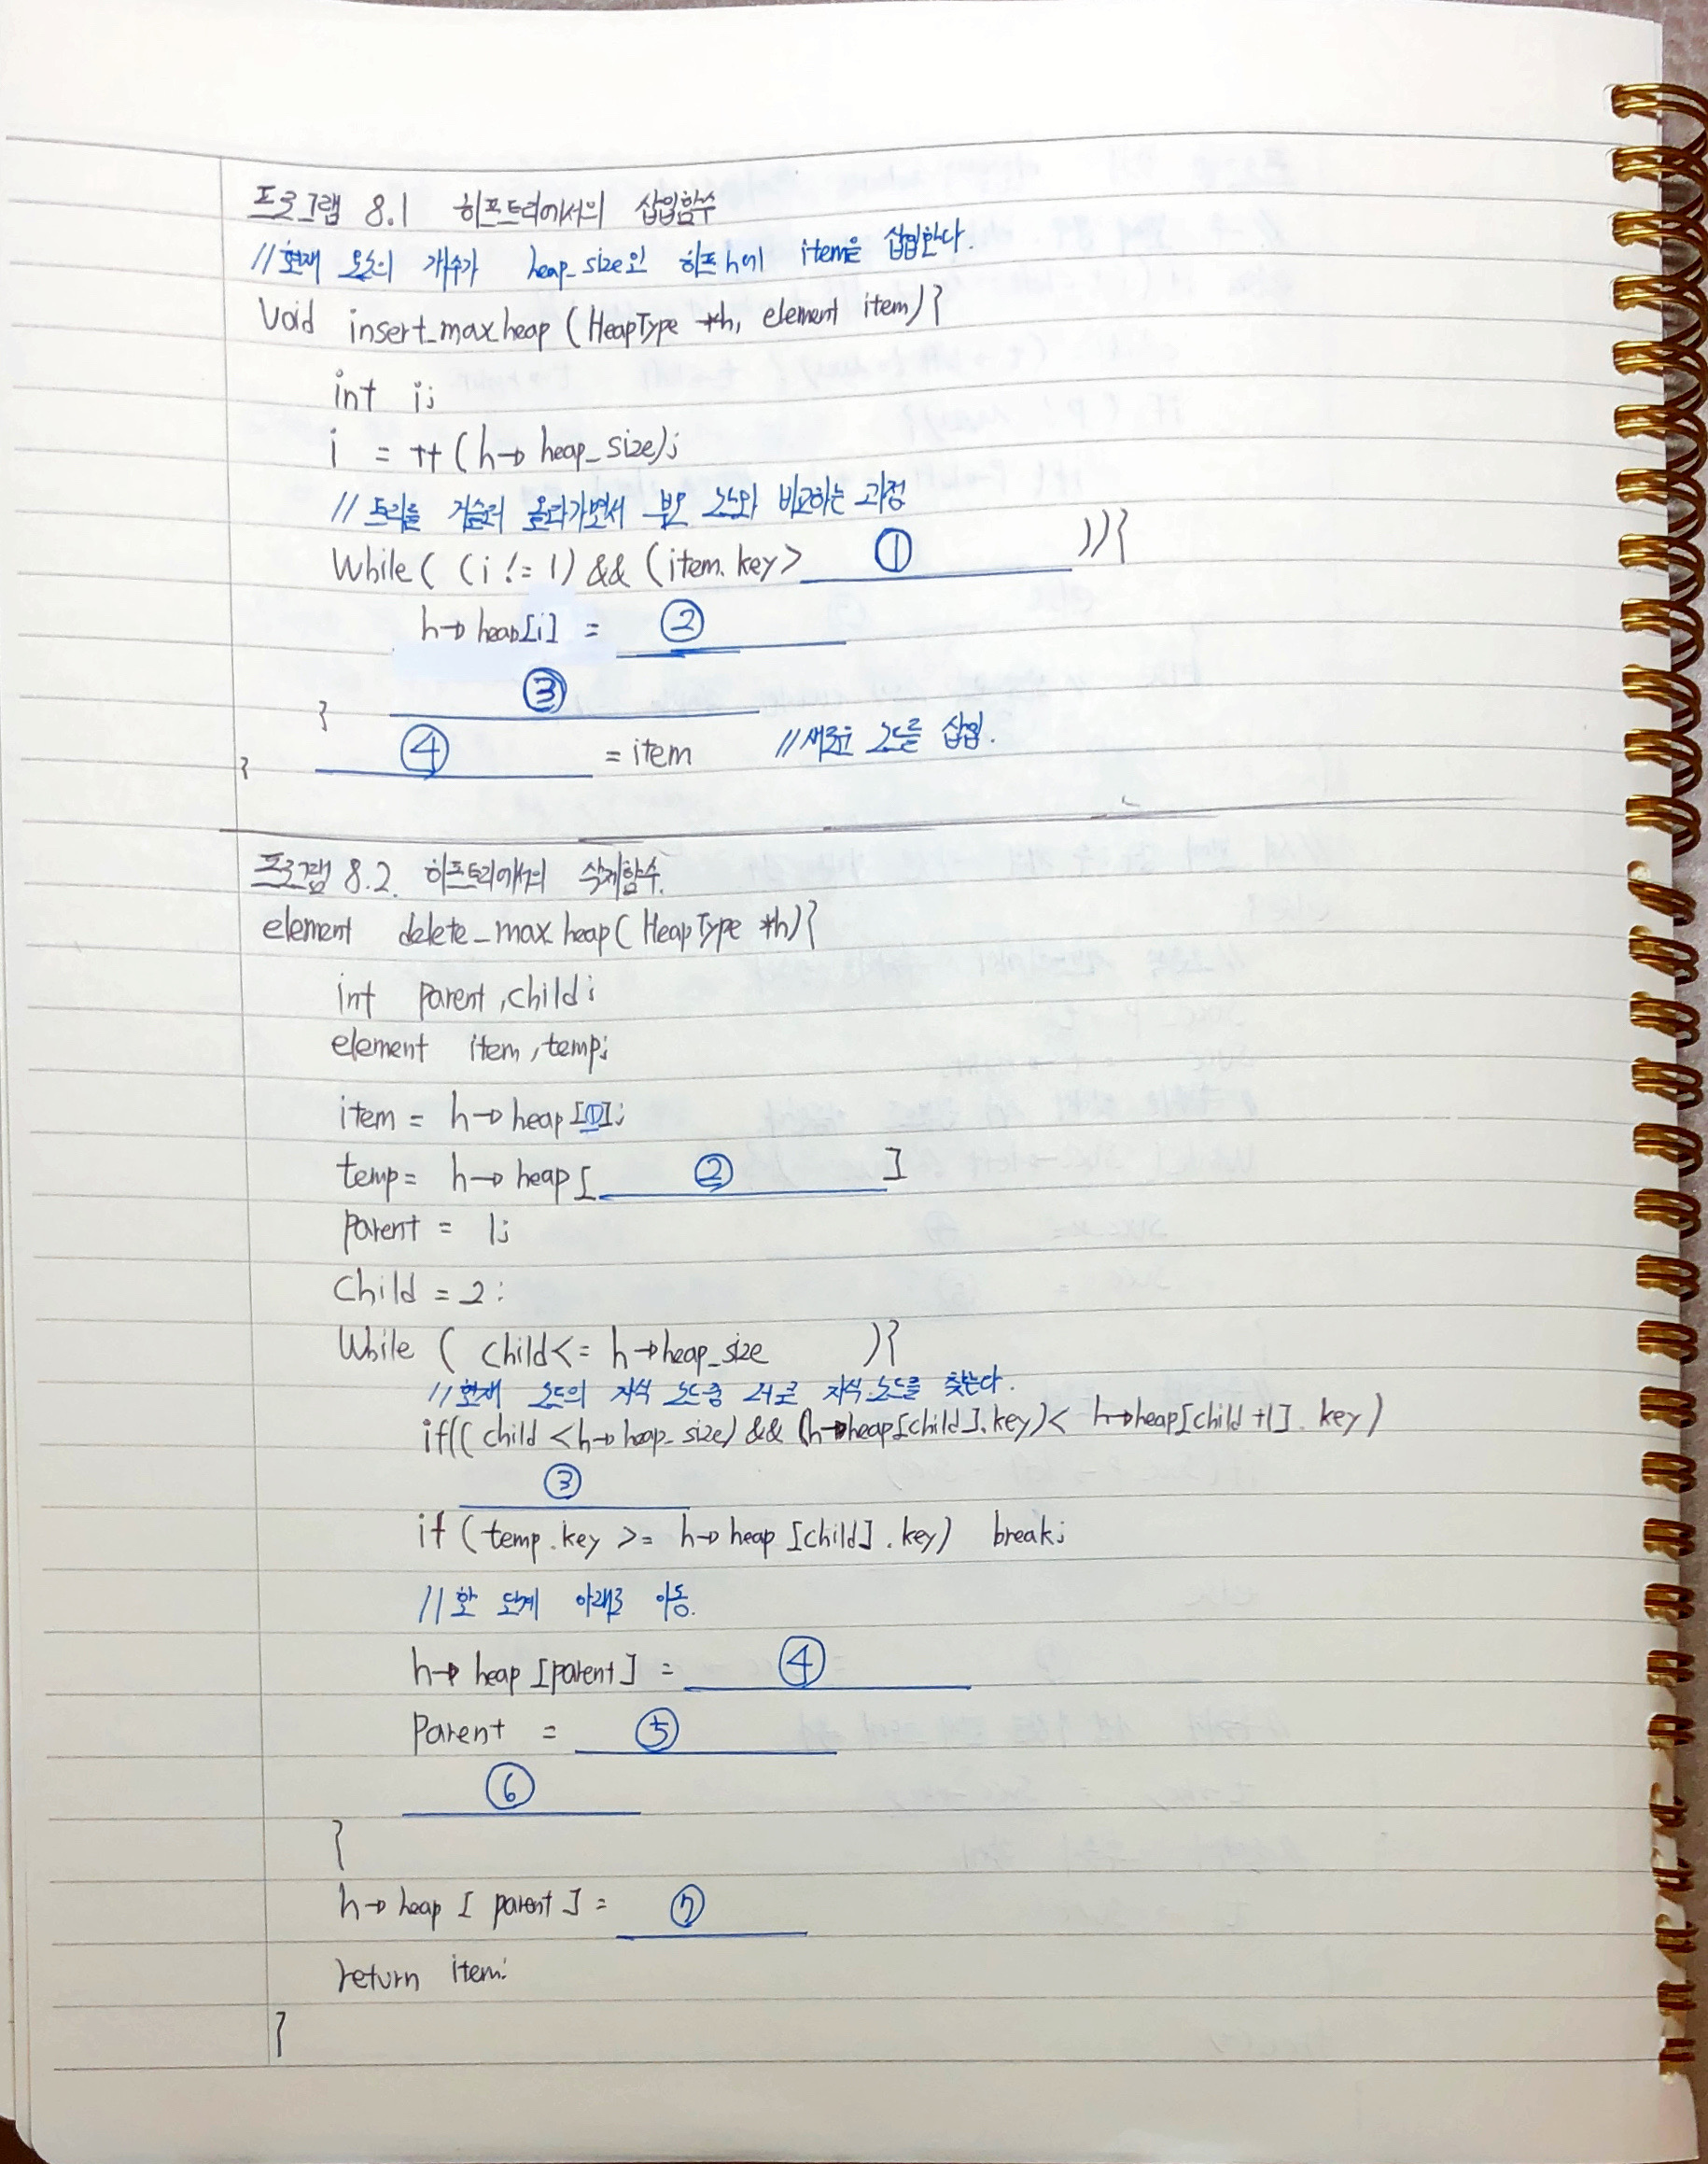 프로그램 8.1 히프트리에서의 삽입함수
//현재 요소의 개수가 heap_size인 히프 h에 item을 삽입한다.
Void insert_max_heap (HeapType *h, element item){
int i;
i = ++(h→heap_size);
// 트리를 거슬러 올라가면서 부모 노드와 비교하는 과정
While( (i != 1) && (item.key> ① )){
h→heap[i] = ②
③
}
④ = item //새로운 노드를 삽입.
}
프로그램 8.2. 히프트리에서의 삭제함수.
element delete_max_heap( HeapType *h){
int parent, child;
element item, temp;
item = h→heap[①];
temp= h→heap[ ② ]
parent = 1;
Child = 2;
While ( child<= h→heap_size ){
//현재 노드의 자식 노드중 더 큰 자식 노드를 찾는다.
if(( child <h→heap_size) && (h→heap[child].key)< h→heap[child+1].key)
③
if (temp.key >= h→heap [child].key) break;
//한 단계 아래로 이동.
h→heap [parent] = ④
Parent = ⑤
⑥
}
h→heap [ parent ] = ⑦
return item;
}